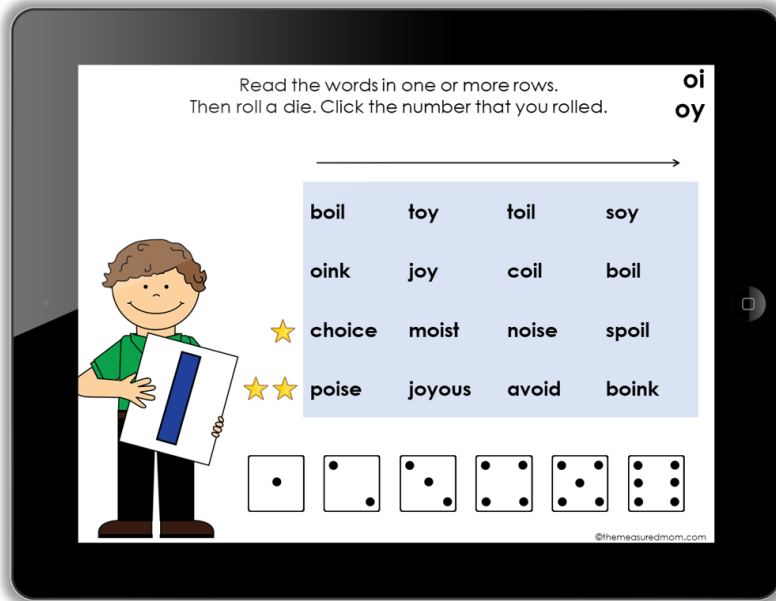 Read the words in one or more rows.
Then roll a die. Click the number that you rolled.
oi
oy
boil toy toil soy
oink joy coil boil
choice moist noise spoil
poise joyous avoid boink
©themeasuredmom.com